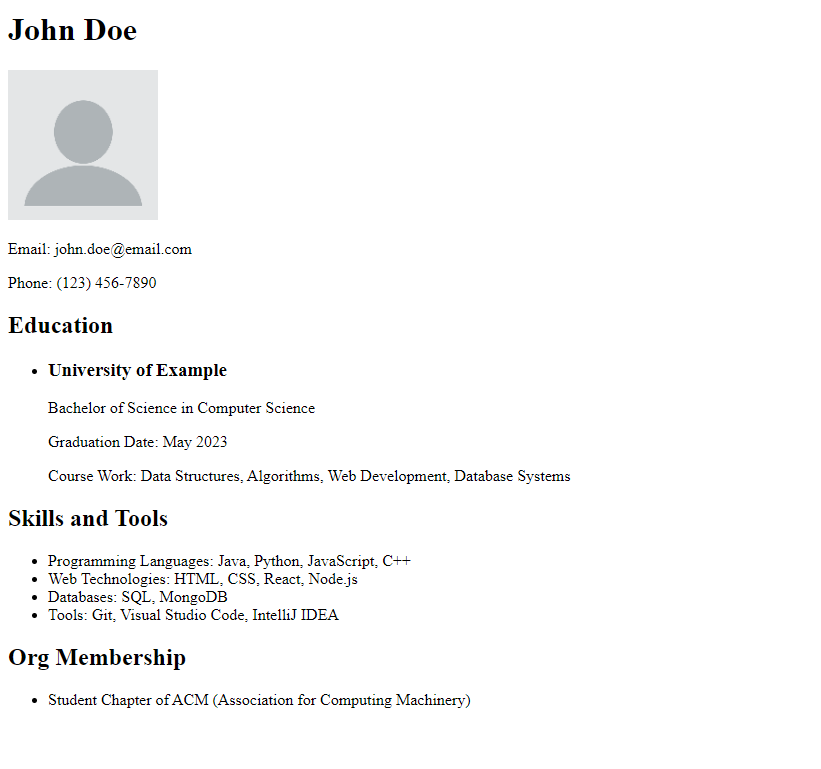 John Doe
Email: john.doe@email.com
Phone: (123) 456-7890
Education
University of Example
Bachelor of Science in Computer Science
Graduation Date: May 2023
Course Work: Data Structures, Algorithms, Web Development, Database Systems
Skills and Tools
Programming Languages: Java, Python, JavaScript, C++
Web Technologies: HTML, CSS, React, Node.js
Databases: SQL, MongoDB
Tools: Git, Visual Studio Code, IntelliJ IDEA
Org Membership
Student Chapter of ACM (Association for Computing Machinery)